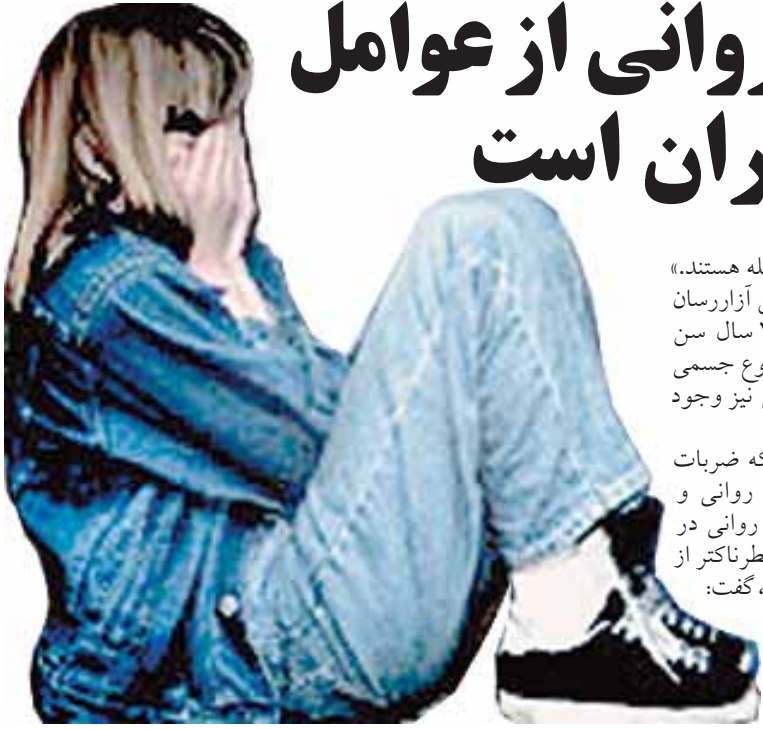 روانی از عوامل
ران است
له هستند.»
آزاررسان
سال سن
وع جسمی
نیز وجود
که ضربات
روانی و
روانی در
طرناکتر از
، گفت: